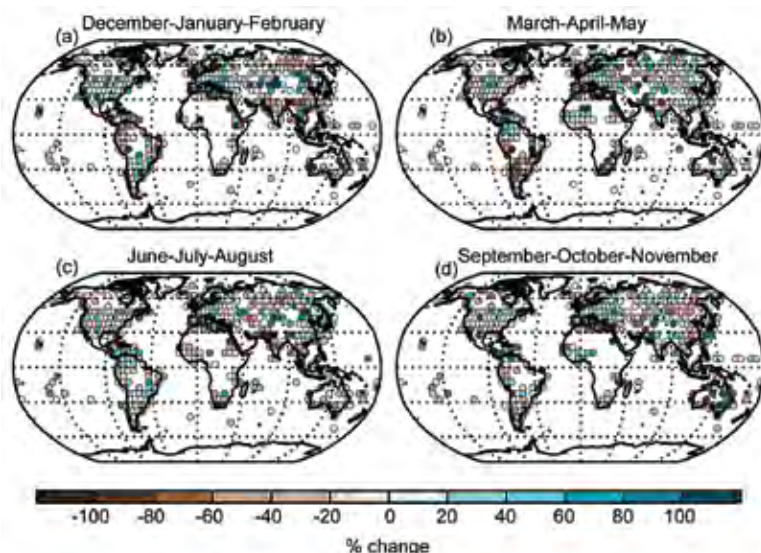 (a) December-January-February
(b) March-April-May
(c) June-July-August
(d) September-October-November
-100 -80 -60 -40 -20 0 20 40 60 80 100
% change